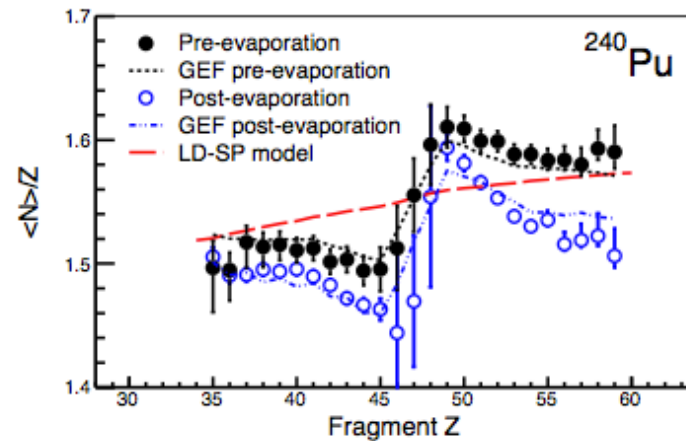 1.7
Pre-evaporation
GEF pre-evaporation
Post-evaporation
GEF post-evaporation
LD-SP model
240Pu
1.6
1.5
1.4
<N>/Z
30 35 40 45 50 55 60
Fragment Z